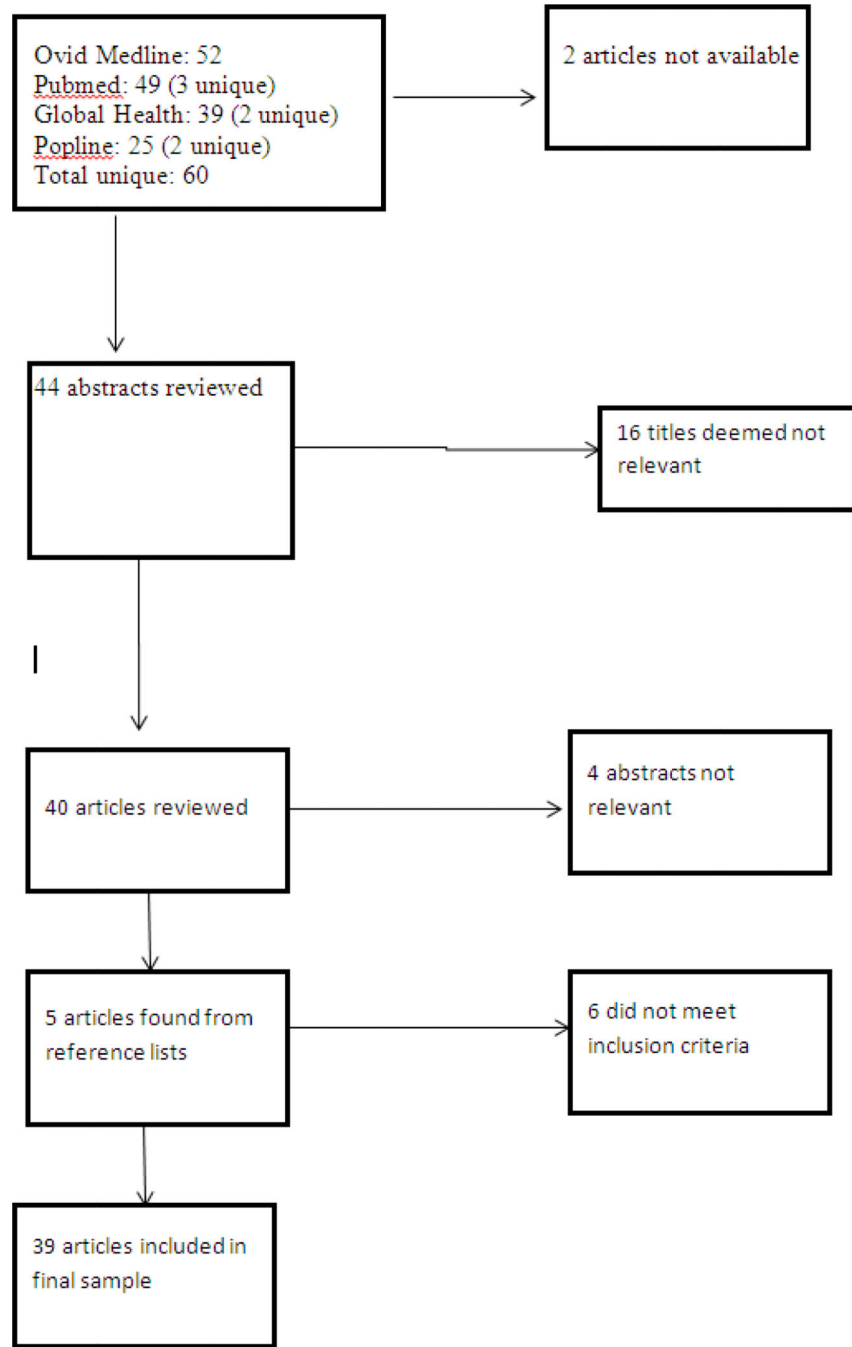 Ovid Medline: 52
Pubmed: 49 (3 unique)
Global Health: 39 (2 unique)
Popline: 25 (2 unique)
Total unique: 60
2 articles not available
44 abstracts reviewed
16 titles deemed not
relevant
40 articles reviewed
4 abstracts not
relevant
5 articles found from
reference lists
6 did not meet
inclusion criteria
39 articles included in
final sample